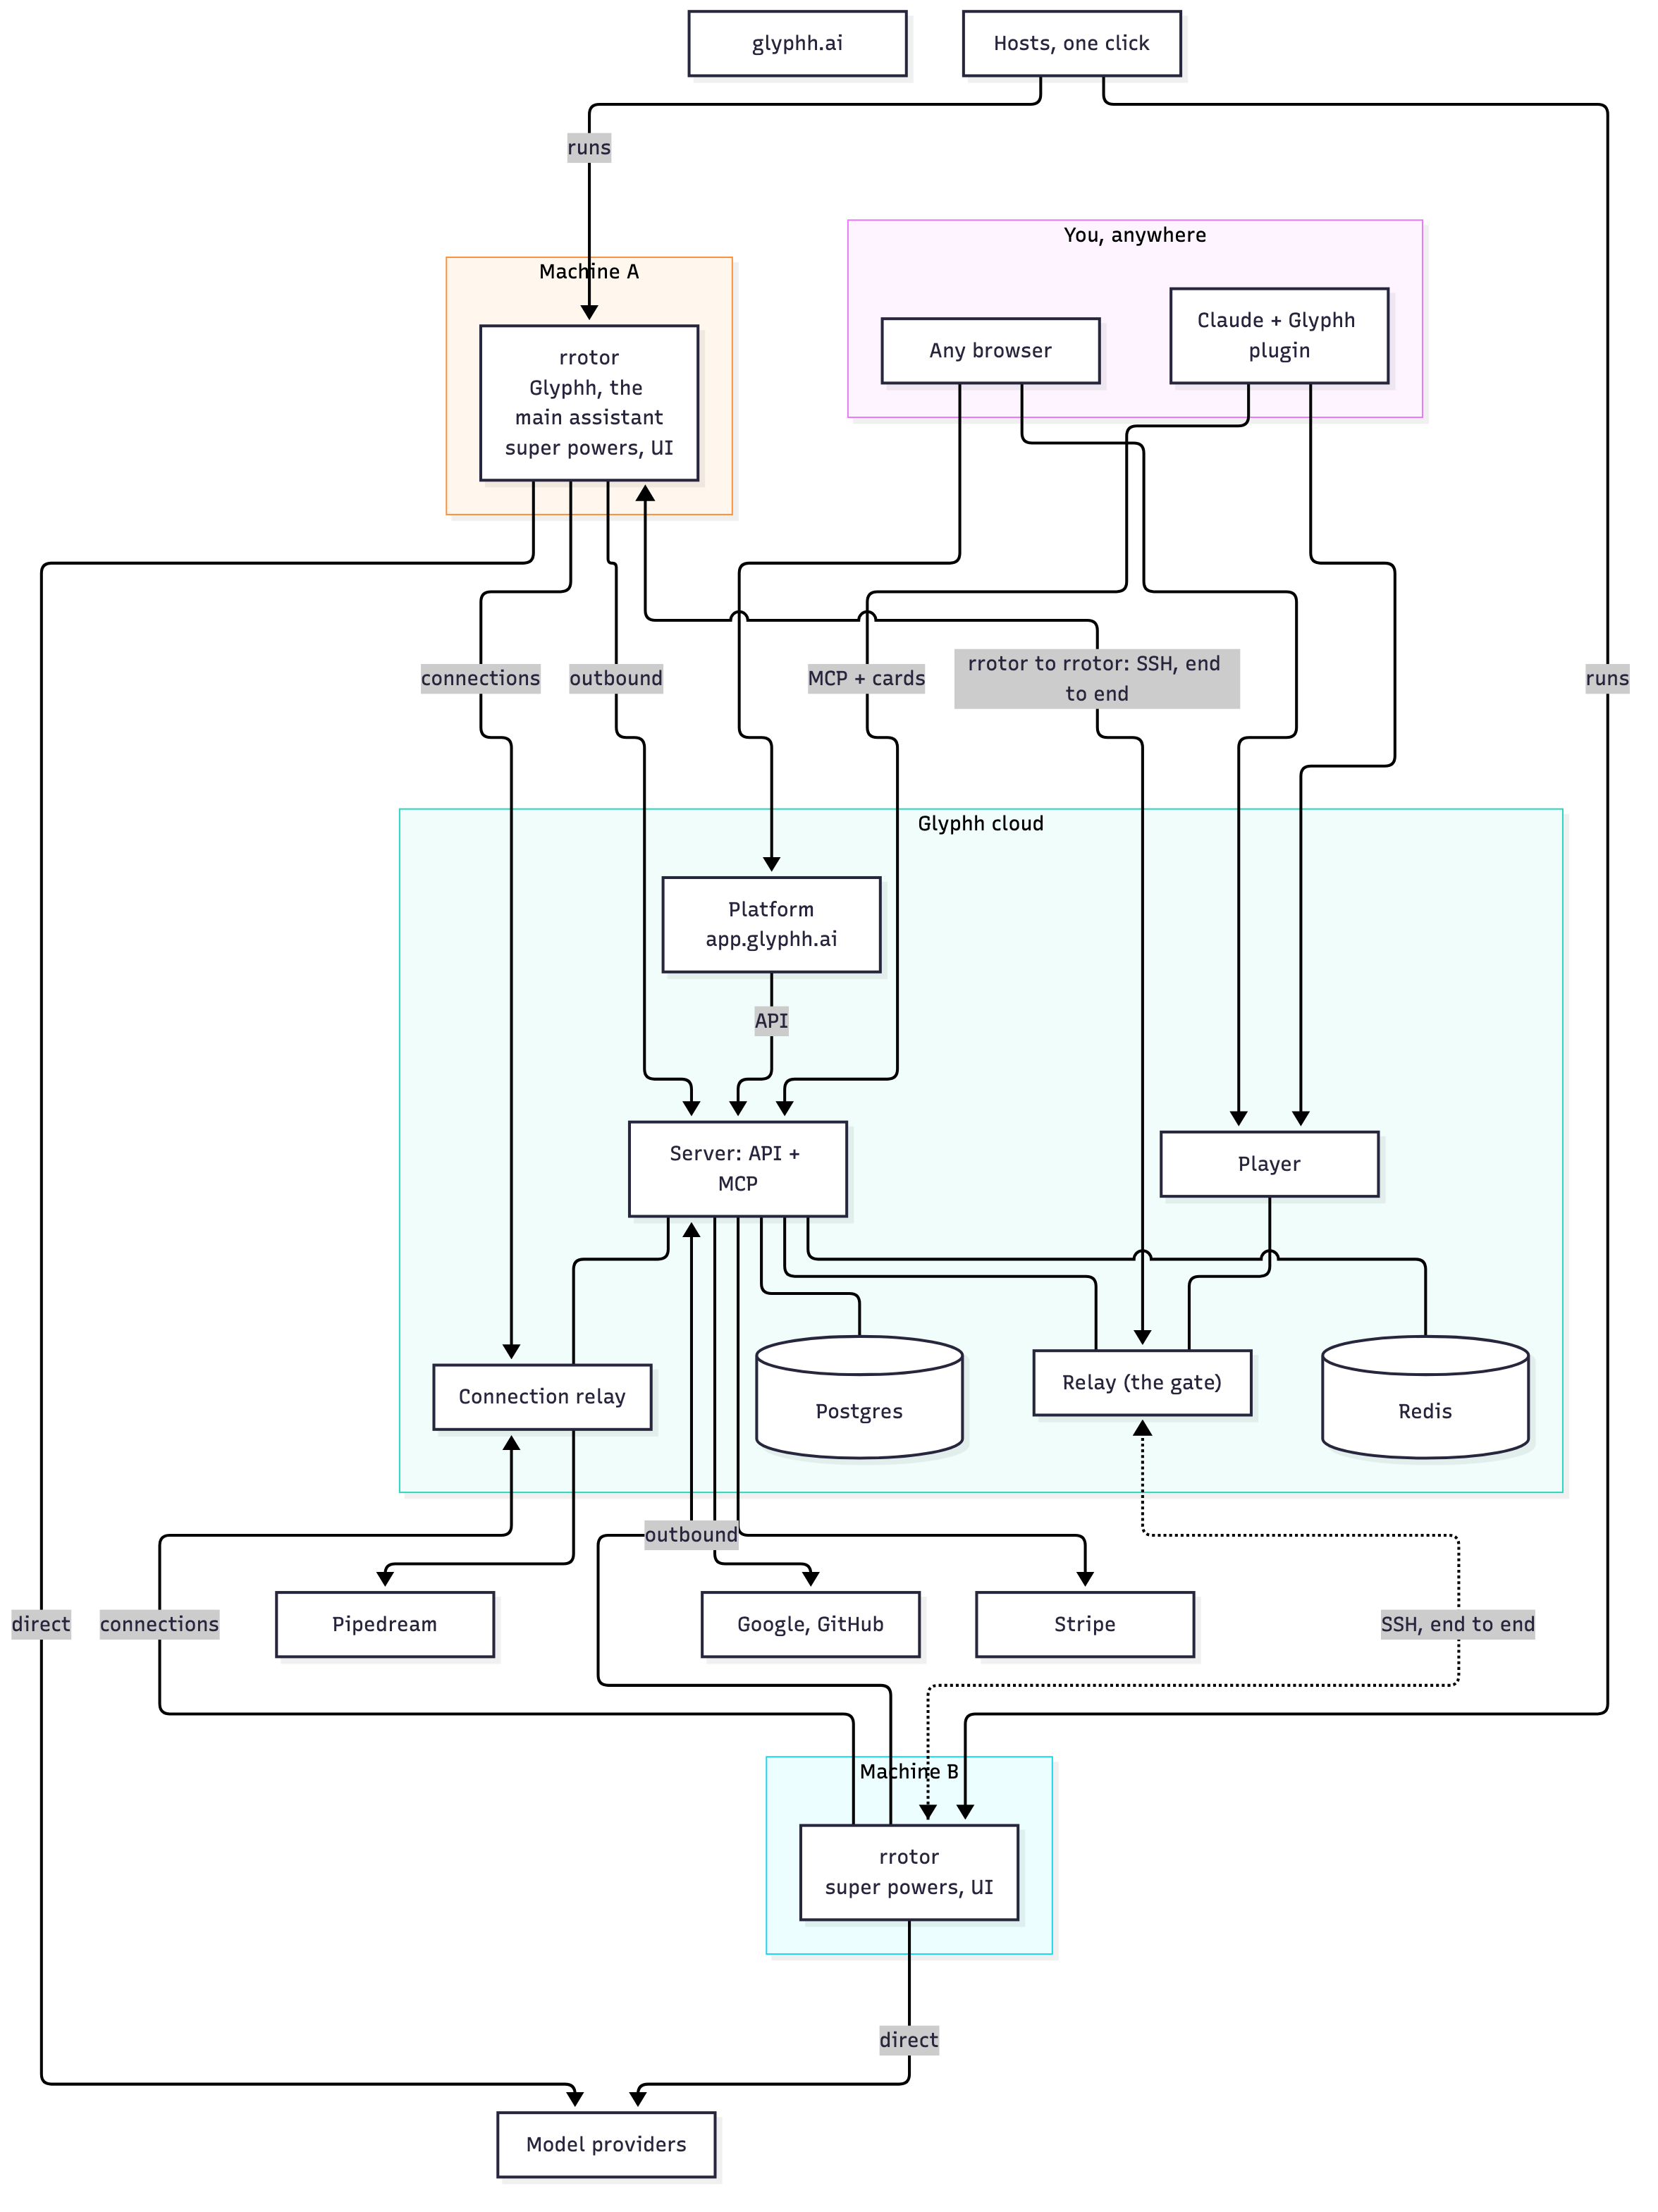 glyphh.ai
Hosts, one click
runs
You, anywhere
Machine A
Any browser
Claude + Glyphh
plugin
rrotor
Glyphh, the
main assistant
super powers, UI
connections
outbound
MCP + cards
rrotor to rrotor: SSH, end
to end
runs
Glyphh cloud
Platform
app.glyphh.ai
API
Server: API +
MCP
Player
Connection relay
Postgres
Relay (the gate)
Redis
outbound
direct
connections
Pipedream
Google, GitHub
Stripe
SSH, end to end
Machine B
rrotor
super powers, UI
direct
Model providers